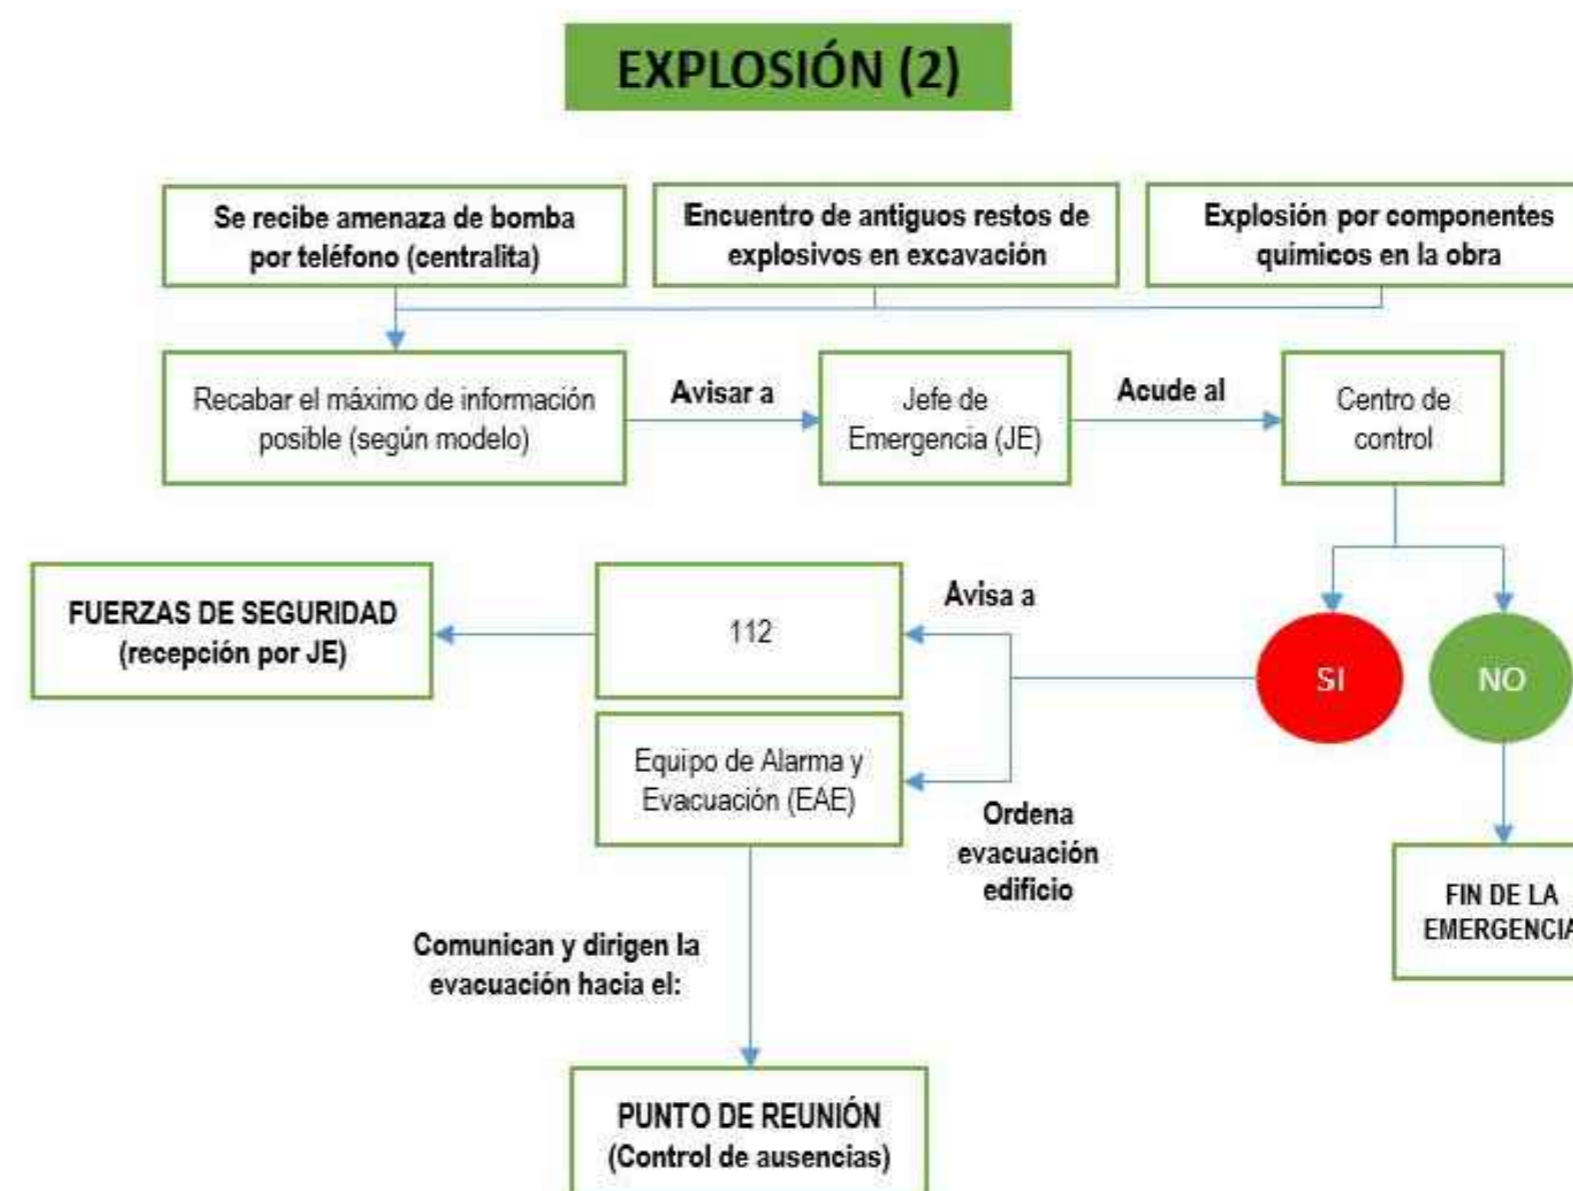 EXPLOSIÓN (2)
Se recibe amenaza de bomba
por teléfono (centralita)
Encuentro de antiguos restos de
explosivos en excavación
Explosión por componentes
químicos en la obra
Recabar el máximo de información
posible (según modelo)
Avisar a
Jefe de
Emergencia (JE)
Acude al
Centro de
control
FUERZAS DE SEGURIDAD
(recepción por JE)
112
Avisa a
SI
NO
Equipo de Alarma y
Evacuación (EAE)
Ordena
evacuación
edificio
FIN DE LA
EMERGENCIA
Comunican y dirigen la
evacuación hacia el:
PUNTO DE REUNIÓN
(Control de ausencias)